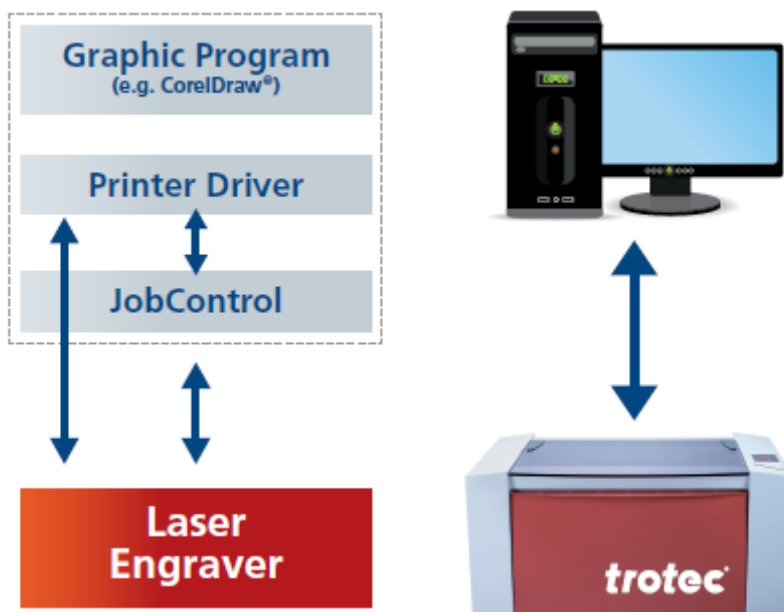 Graphic Program
(e.g. CorelDraw®)
Printer Driver
JobControl
Laser
Engraver
trotec